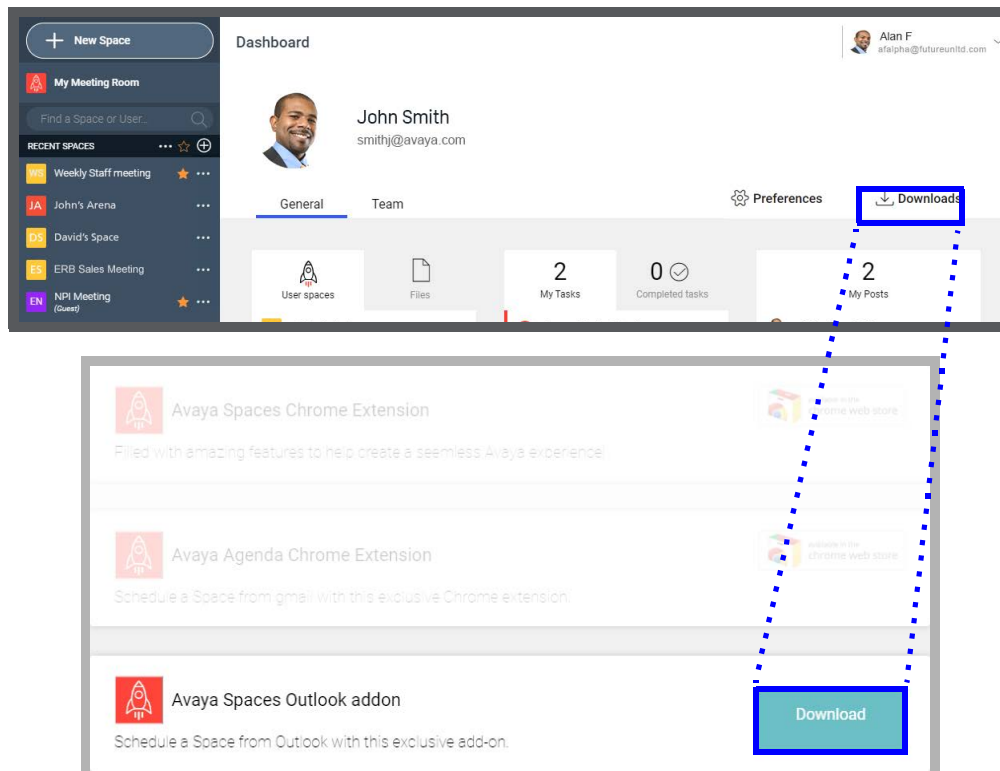 New Space
Dashboard
Alan F
afalpha@futureunltd.com
My Meeting Room
Find a Space or User..
John Smith
smithj@avaya.com
RECENT SPACES
WS Weekly Staff meeting
JA John's Arena
DS David's Space
ES ERB Sales Meeting
EN NPI Meeting
(Guest)
General Team
Preferences Downloads
2 0 2
User spaces Files My Tasks Completed tasks My Posts
Avaya Spaces Chrome Extension
available in the
chrome web store
Filled with amazing features to help create a seemless Avaya experience!
Avaya Agenda Chrome Extension
available in the
chrome web store
Schedule a Space from gmail with this exclusive Chrome extension.
Avaya Spaces Outlook addon
Download
Schedule a Space from Outlook with this exclusive add-on.